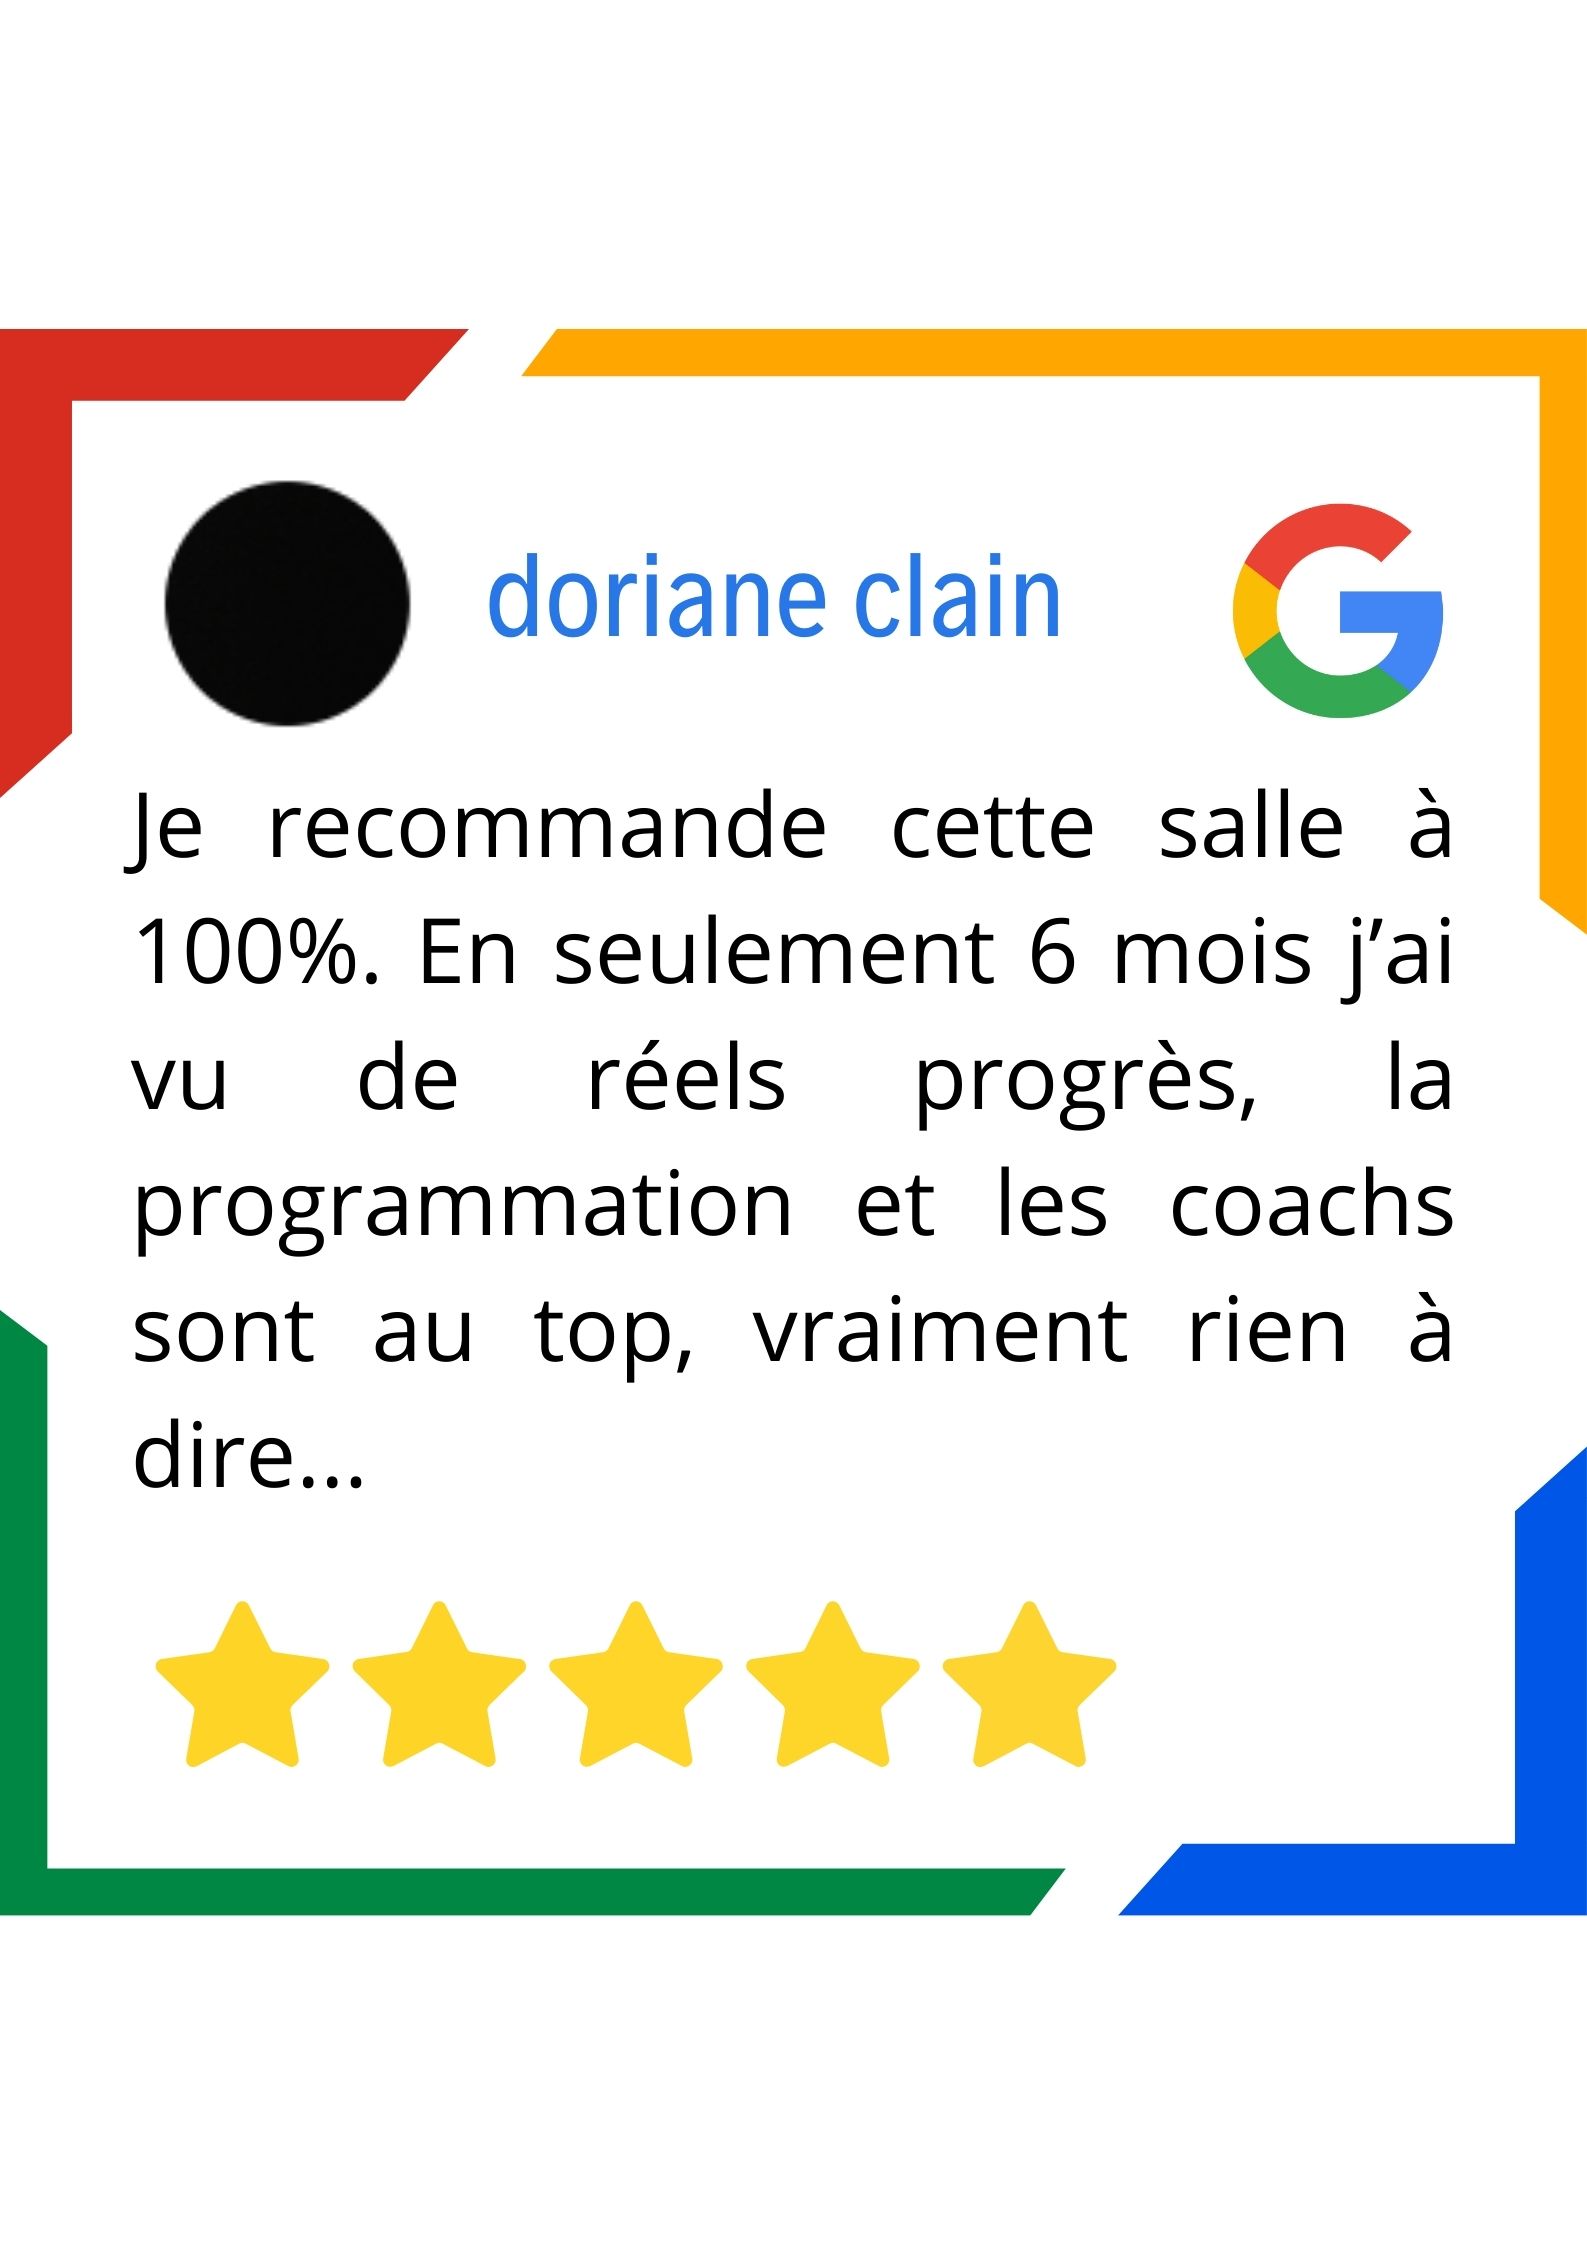 doriane clain
Je recommande cette salle à
100%. En seulement 6 mois j’ai
vu de réels progrès, la
programmation et les coachs
sont au top, vraiment rien à
dire...